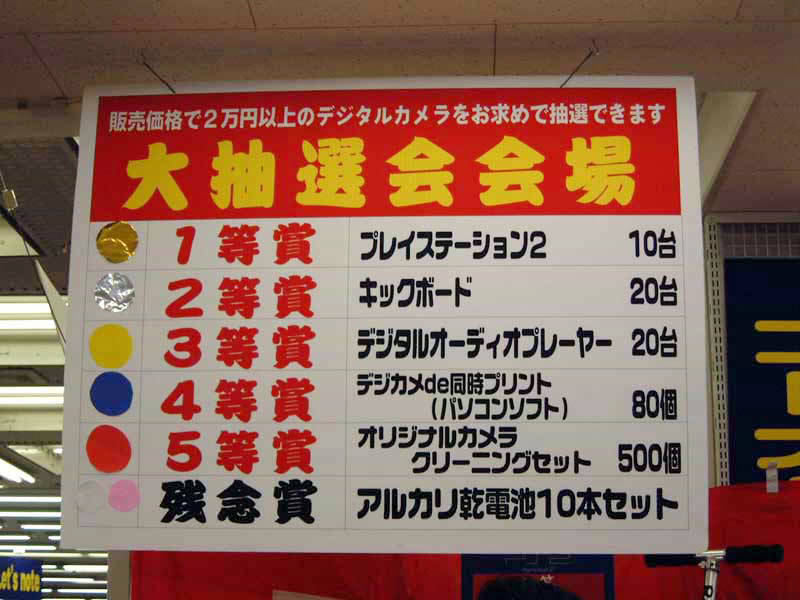 販売価格で2万円以上のデジタルカメラをお求めで抽選できます
大抽選会会場
1等賞 プレイステーション2 10台
2等賞 キックボード 20台
3等賞 デジタルオーディオプレーヤー 20台
4等賞 デジカメde同時プリント
(パソコンソフト) 80個
5等賞 オリジナルカメラ
クリーニングセット 500個
残念賞 アルカリ乾電池10本セット
Let's note